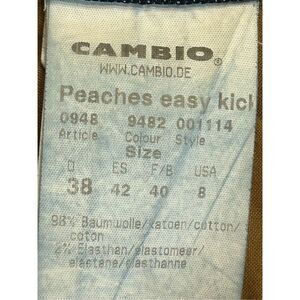 CAMBIO®
WWW.CAMBIO.DE
Peaches easy kick
0948 9482 001114
Article Colour Style
Size
D ES F/B USA
38 42 40 8
98% Baumwolle/katoen/cotton/
coton
2% Elasthan/elastomeer/
elastane/elasthanne